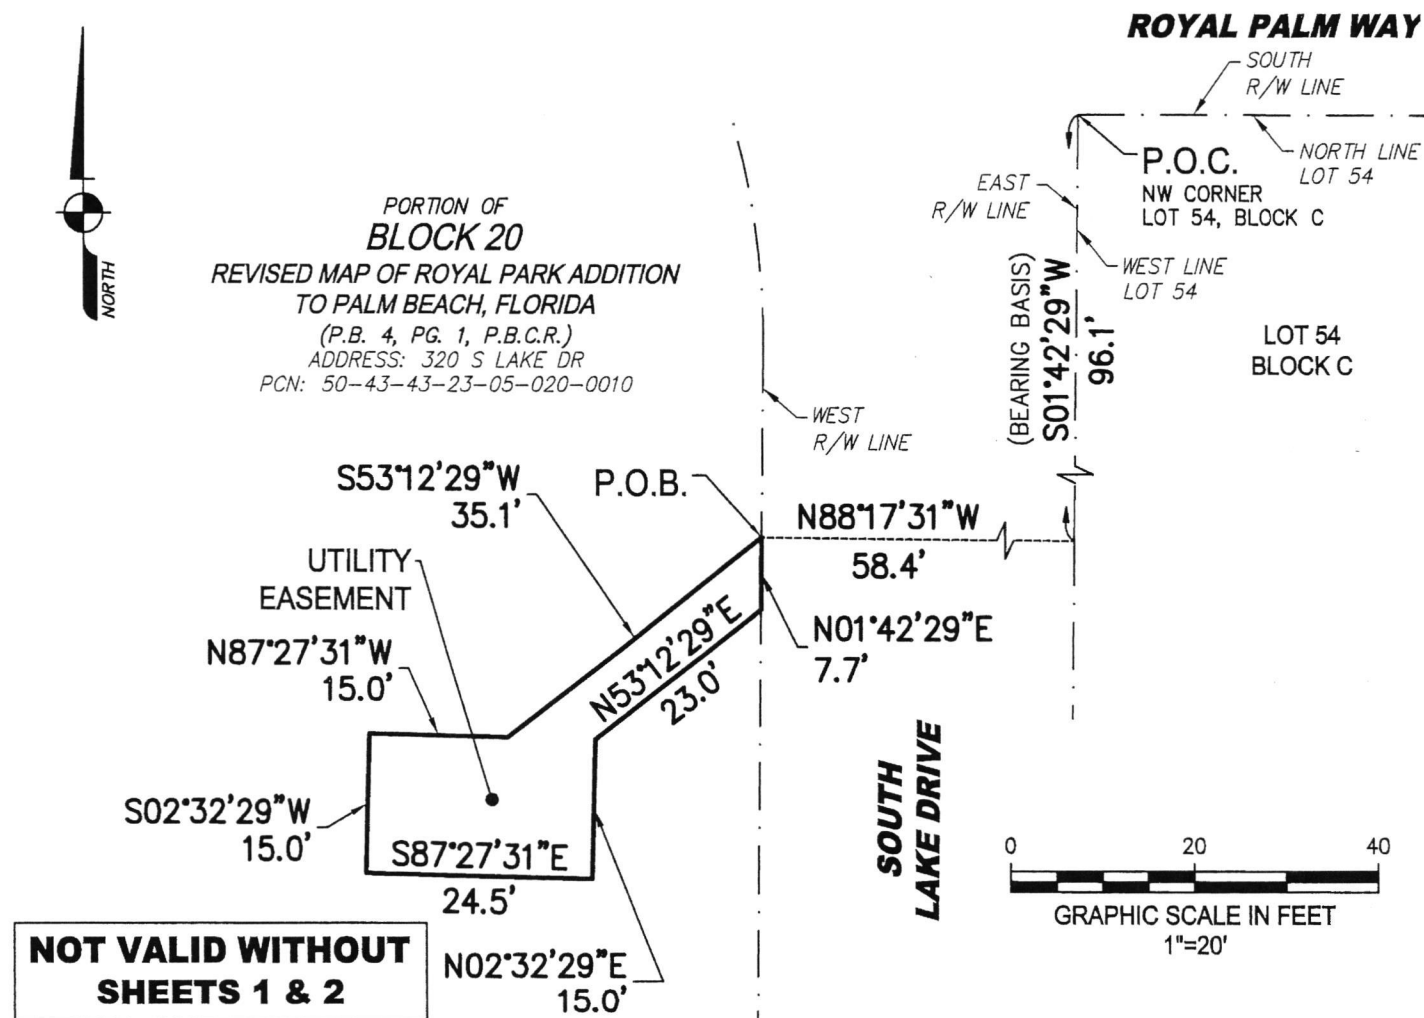 ROYAL PALM WAY
SOUTH
R/W LINE
P.O.C.
NW CORNER
LOT 54, BLOCK C
NORTH LINE
LOT 54
EAST
R/W LINE
WEST LINE
LOT 54
(BEARING BASIS)
S01°42'29"W
96.1'
LOT 54
BLOCK C
NORTH
PORTION OF
BLOCK 20
REVISED MAP OF ROYAL PARK ADDITION
TO PALM BEACH, FLORIDA
(P.B. 4, PG. 1, P.B.C.R.)
ADDRESS: 320 S LAKE DR
PCN: 50-43-43-23-05-020-0010
WEST
R/W LINE
S53°12'29"W
35.1'
P.O.B.
N88°17'31"W
58.4'
UTILITY
EASEMENT
N87°27'31"W
15.0'
N53°12'29"E
23.0'
N01°42'29"E
7.7'
S02°32'29"W
15.0'
S87°27'31"E
24.5'
N02°32'29"E
15.0'
SOUTH
LAKE DRIVE
0 20 40
GRAPHIC SCALE IN FEET
1"=20'
NOT VALID WITHOUT
SHEETS 1 & 2